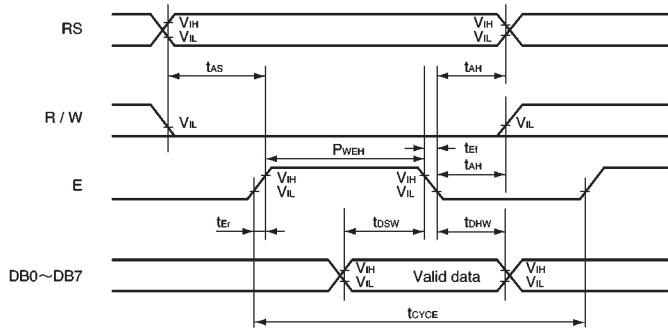 RS
VIH
VIL
VIH
VIL
tAS
tAH
R / W
VIL
VIL
PWEH
tEf
tAH
E
VIH
VIL
VIH
VIL
tEr
tDSW
tDHW
DB0～DB7
VIH
VIL
Valid data
VIH
VIL
tCYCE